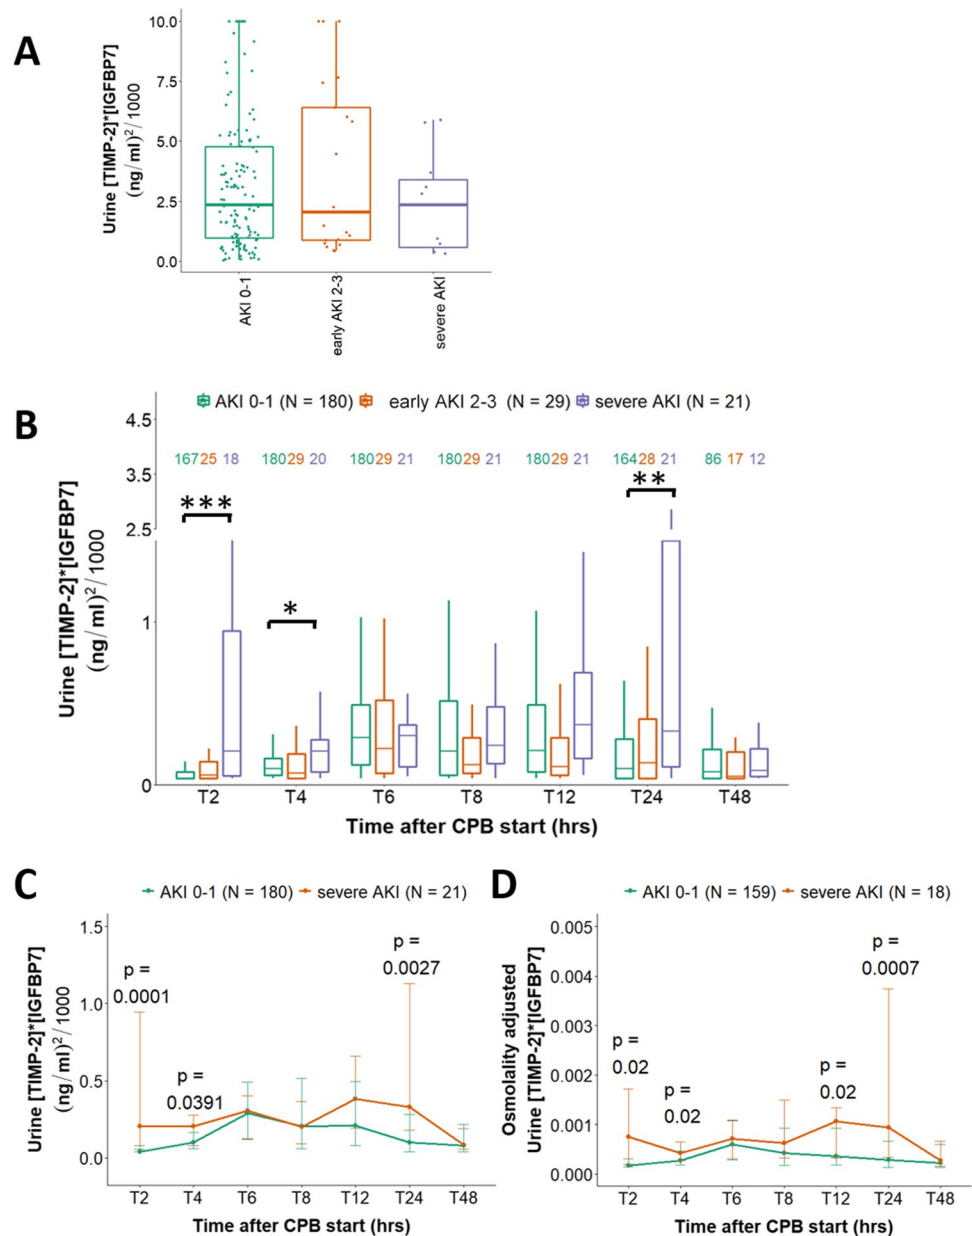 A
Urine [TIMP-2]*[IGFBP7]
(ng/ml)²/1000
10.0
7.5
5.0
2.5
0.0
AKI 0-1
early AKI 2-3
severe AKI
B
AKI 0-1 (N = 180) early AKI 2-3 (N = 29) severe AKI (N = 21)
Urine [TIMP-2]*[IGFBP7]
(ng/ml)²/1000
4.5
3.5
2.5
1
0
167 25 18 180 29 20 180 29 21 180 29 21 180 29 21 164 28 21 86 17 12
*** * **
T2 T4 T6 T8 T12 T24 T48
Time after CPB start (hrs)
C
AKI 0-1 (N = 180) severe AKI (N = 21)
Urine [TIMP-2]*[IGFBP7]
(ng/ml)²/1000
1.5
1.0
0.5
0.0
p =
0.0001
p =
0.0391
p =
0.0027
T2 T4 T6 T8 T12 T24 T48
Time after CPB start (hrs)
D
AKI 0-1 (N = 159) severe AKI (N = 18)
Osmolality adjusted
Urine [TIMP-2]*[IGFBP7]
0.005
0.004
0.003
0.002
0.001
0.000
p =
0.02
p =
0.02
p =
0.02
p =
0.0007
T2 T4 T6 T8 T12 T24 T48
Time after CPB start (hrs)